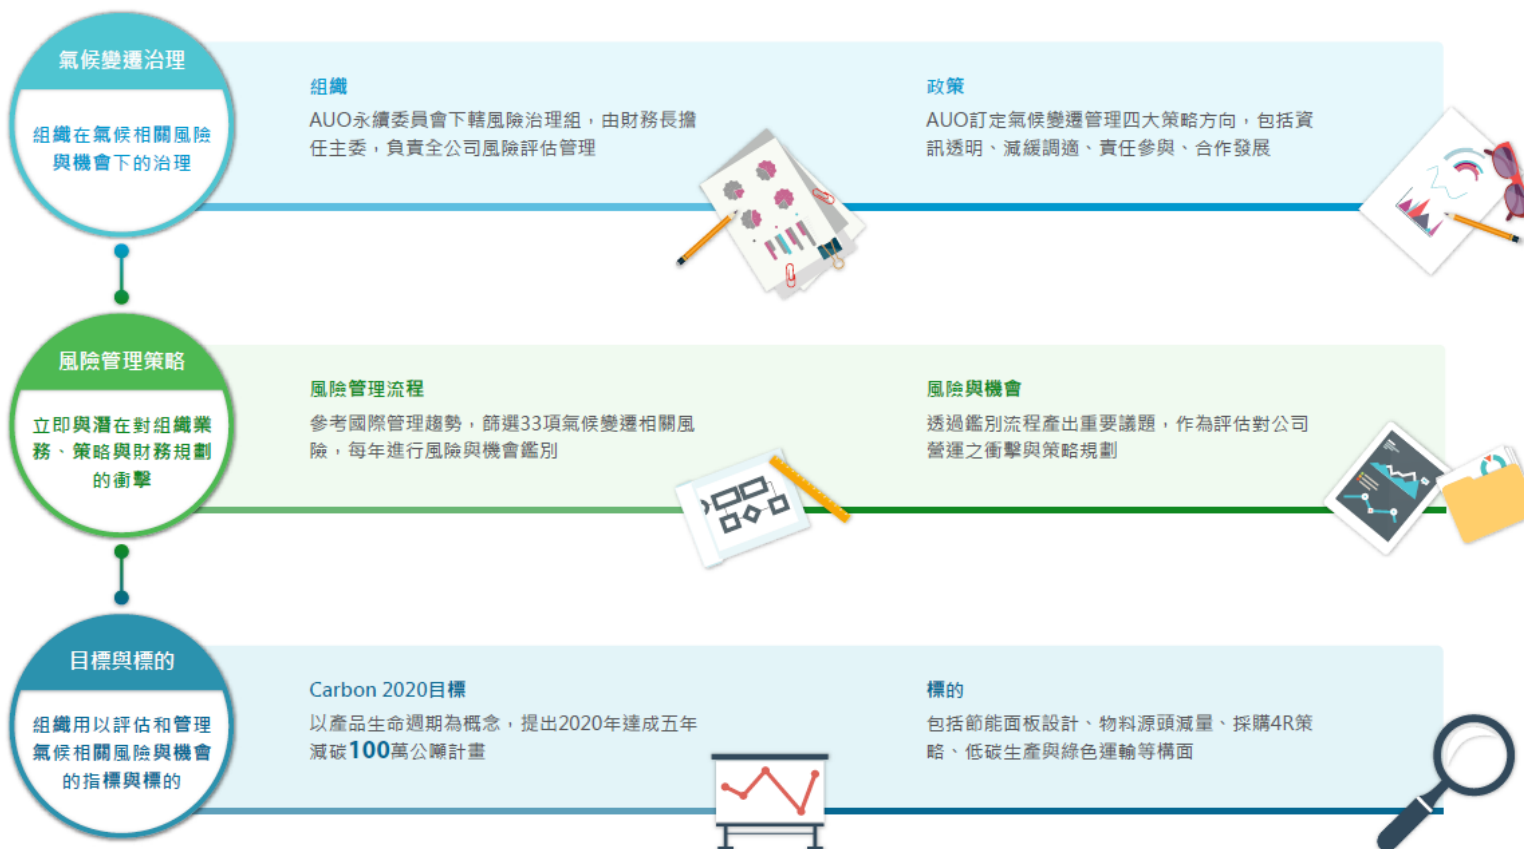 氣候變遷治理
組織在氣候相關風險
與機會下的治理
組織
AUO永續委員會下轄風險治理組，由財務長擔
任主委，負責全公司風險評估管理
政策
AUO訂定氣候變遷管理四大策略方向，包括資
訊透明、減緩調適、責任參與、合作發展
風險管理策略
立即與潛在對組織業
務、策略與財務規劃
的衝擊
風險管理流程
參考國際管理趨勢，篩選33項氣候變遷相關風
險，每年進行風險與機會鑑別
風險與機會
透過鑑別流程產出重要議題，作為評估對公司
營運之衝擊與策略規劃
目標與標的
組織用以評估和管理
氣候相關風險與機會
的指標與標的
Carbon 2020目標
以產品生命週期為概念，提出2020年達成五年
減碳100萬公噸計畫
標的
包括節能面板設計、物料源頭減量、採購4R策
略、低碳生產與綠色運輸等構面